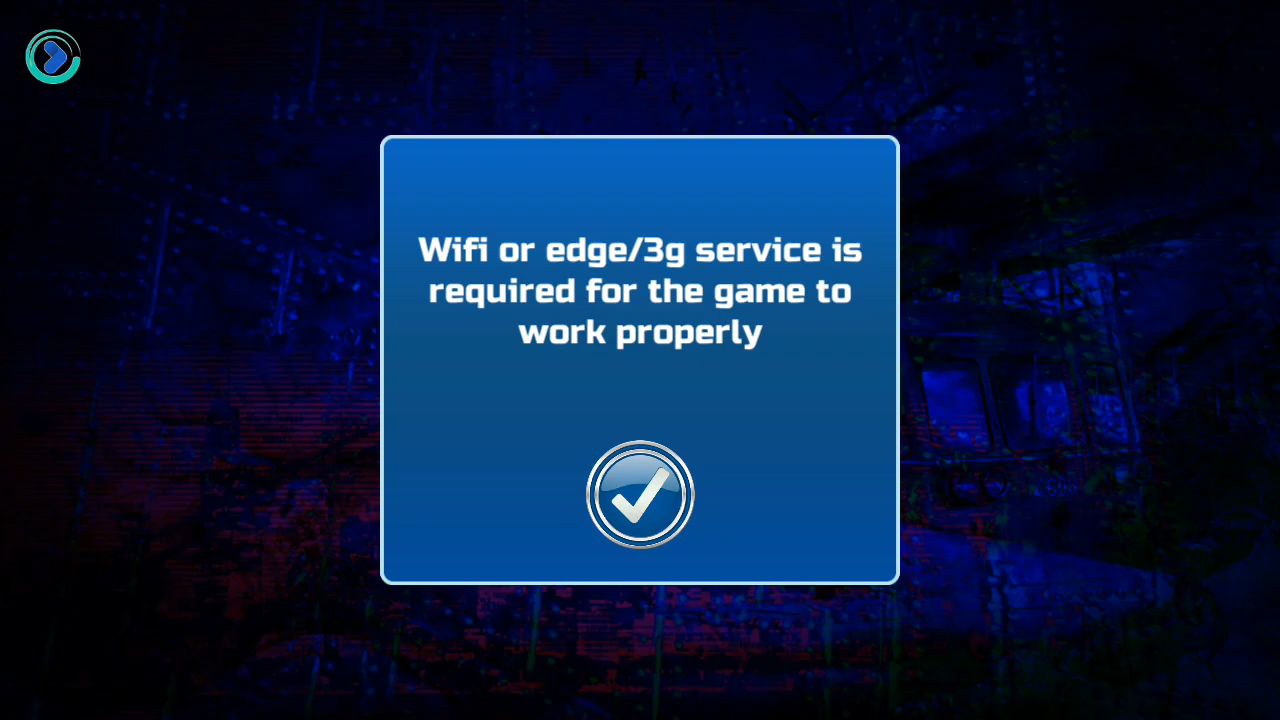 Wifi or edge/3g service is
required for the game to
work properly